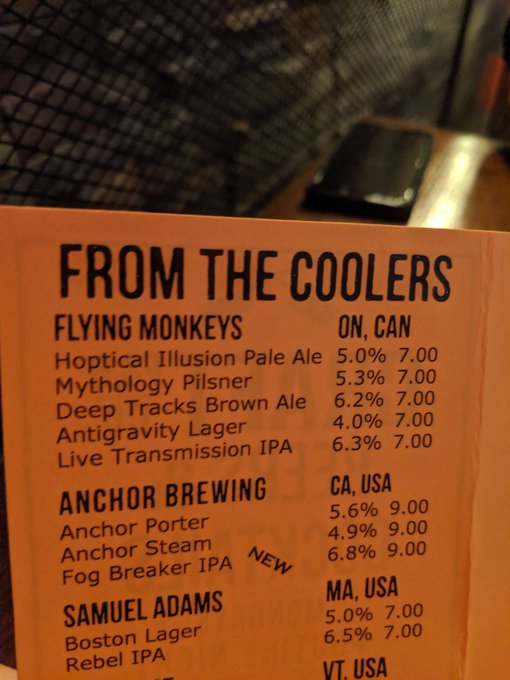 FROM THE COOLERS
FLYING MONKEYS ON, CAN
Hoptical Illusion Pale Ale 5.0% 7.00
Mythology Pilsner 5.3% 7.00
Deep Tracks Brown Ale 6.2% 7.00
Antigravity Lager 4.0% 7.00
Live Transmission IPA 6.3% 7.00
ANCHOR BREWING CA, USA
Anchor Porter 5.6% 9.00
Anchor Steam 4.9% 9.00
Fog Breaker IPA NEW 6.8% 9.00
SAMUEL ADAMS MA, USA
Boston Lager 5.0% 7.00
Rebel IPA 6.5% 7.00
VT, USA